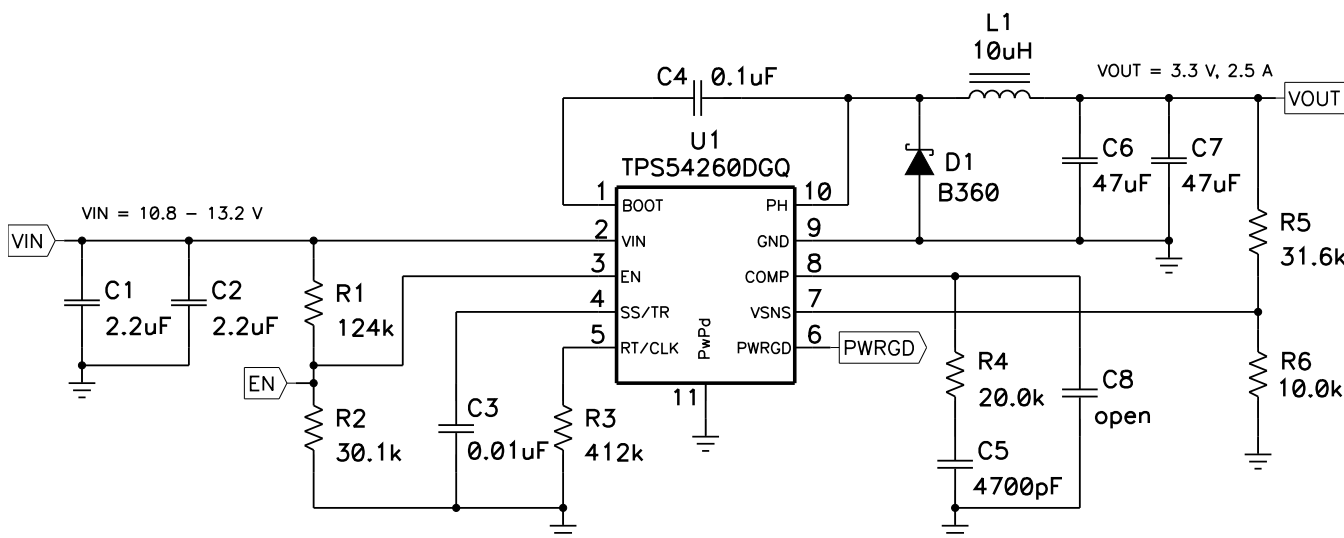 L1
10uH
VOUT = 3.3 V, 2.5 A
VOUT
C4 0.1uF
U1
TPS54260DGQ
D1
B360
C6
47uF
C7
47uF
R5
31.6k
VIN = 10.8 – 13.2 V
VIN
C1
2.2uF
C2
2.2uF
R1
124k
EN
R2
30.1k
C3
0.01uF
R3
412k
1 BOOT
2 VIN
3 EN
4 SS/TR
5 RT/CLK
PwPd
11
PH 10
GND 9
COMP 8
VSNS 7
PWRGD 6
PWRGD
R4
20.0k
C5
4700pF
C8
open
R6
10.0k